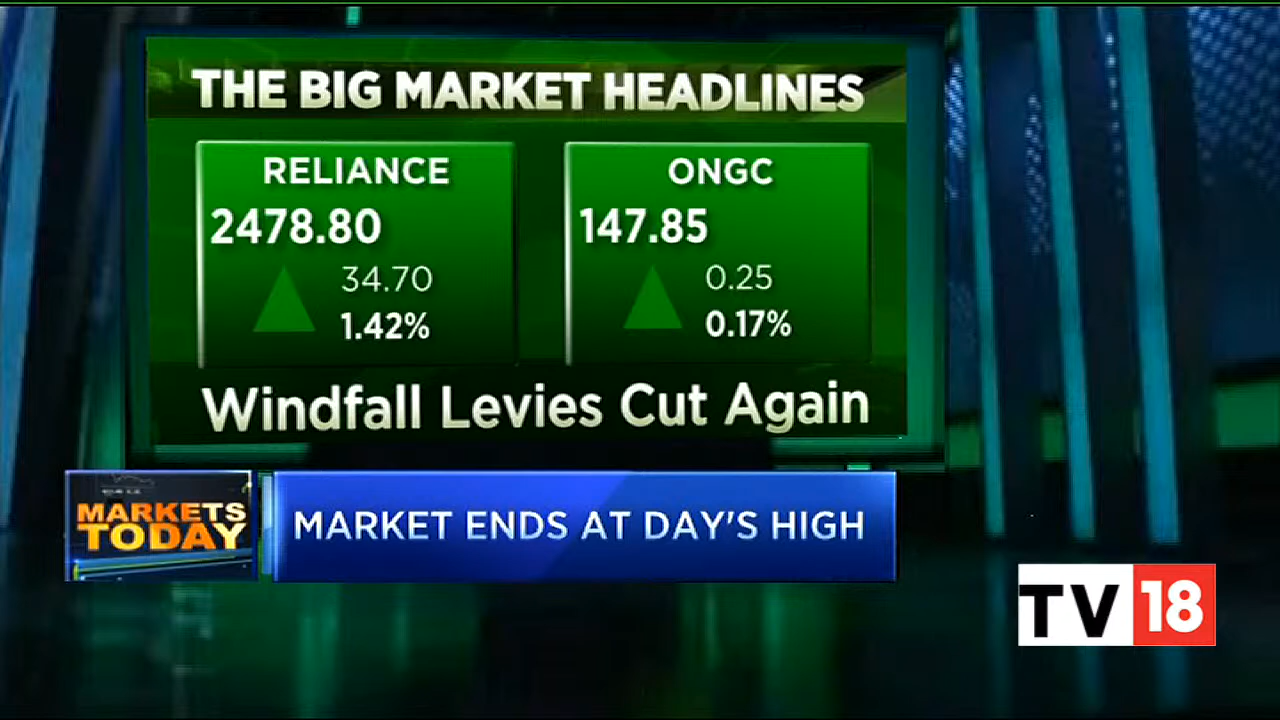 THE BIG MARKET HEADLINES
RELIANCE
2478.80
34.70
1.42%
ONGC
147.85
0.25
0.17%
Windfall Levies Cut Again
MARKETS
TODAY
MARKET ENDS AT DAY'S HIGH
TV18